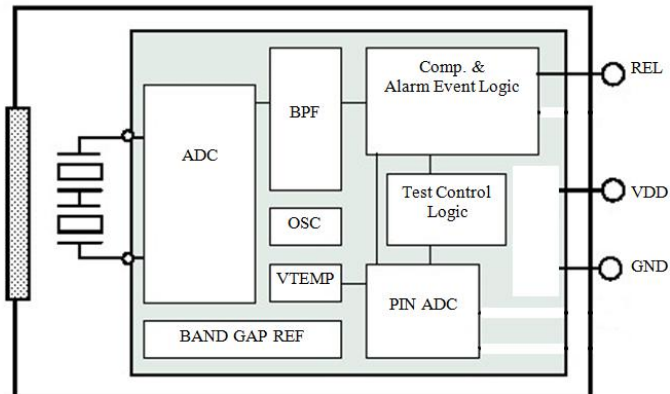 Comp. &
Alarm Event Logic
REL
BPF
ADC
Test Control
Logic
VDD
OSC
GND
VTEMP
PIN ADC
BAND GAP REF